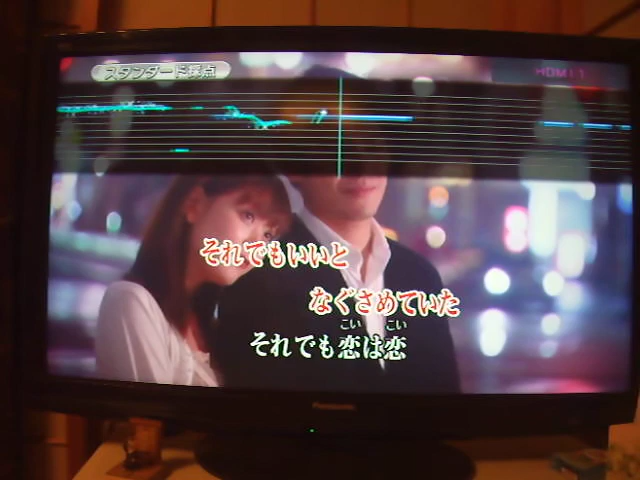 スタンダード採点
HDMI 1
それでもいいと
なぐさめていた
こい こい
それでも恋は恋
Panasonic